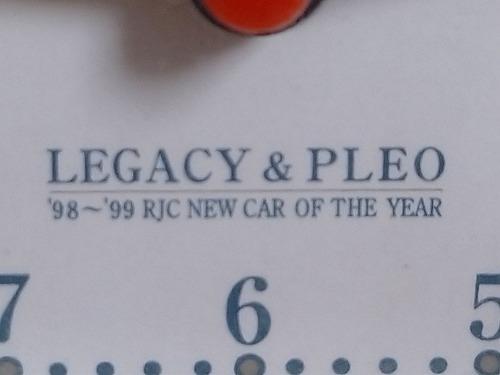 LEGACY & PLEO
'98～'99 RJC NEW CAR OF THE YEAR
7 6 5